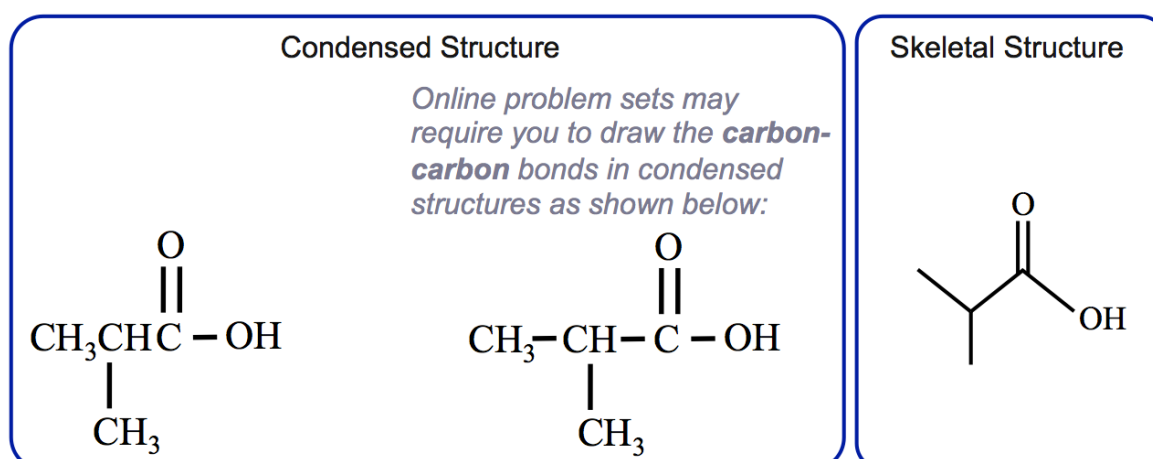 Condensed Structure
Online problem sets may
require you to draw the carbon-
carbon bonds in condensed
structures as shown below:
O
CH₃CHC – OH
CH₃
O
CH₃–CH–C–OH
CH₃
Skeletal Structure
O
OH